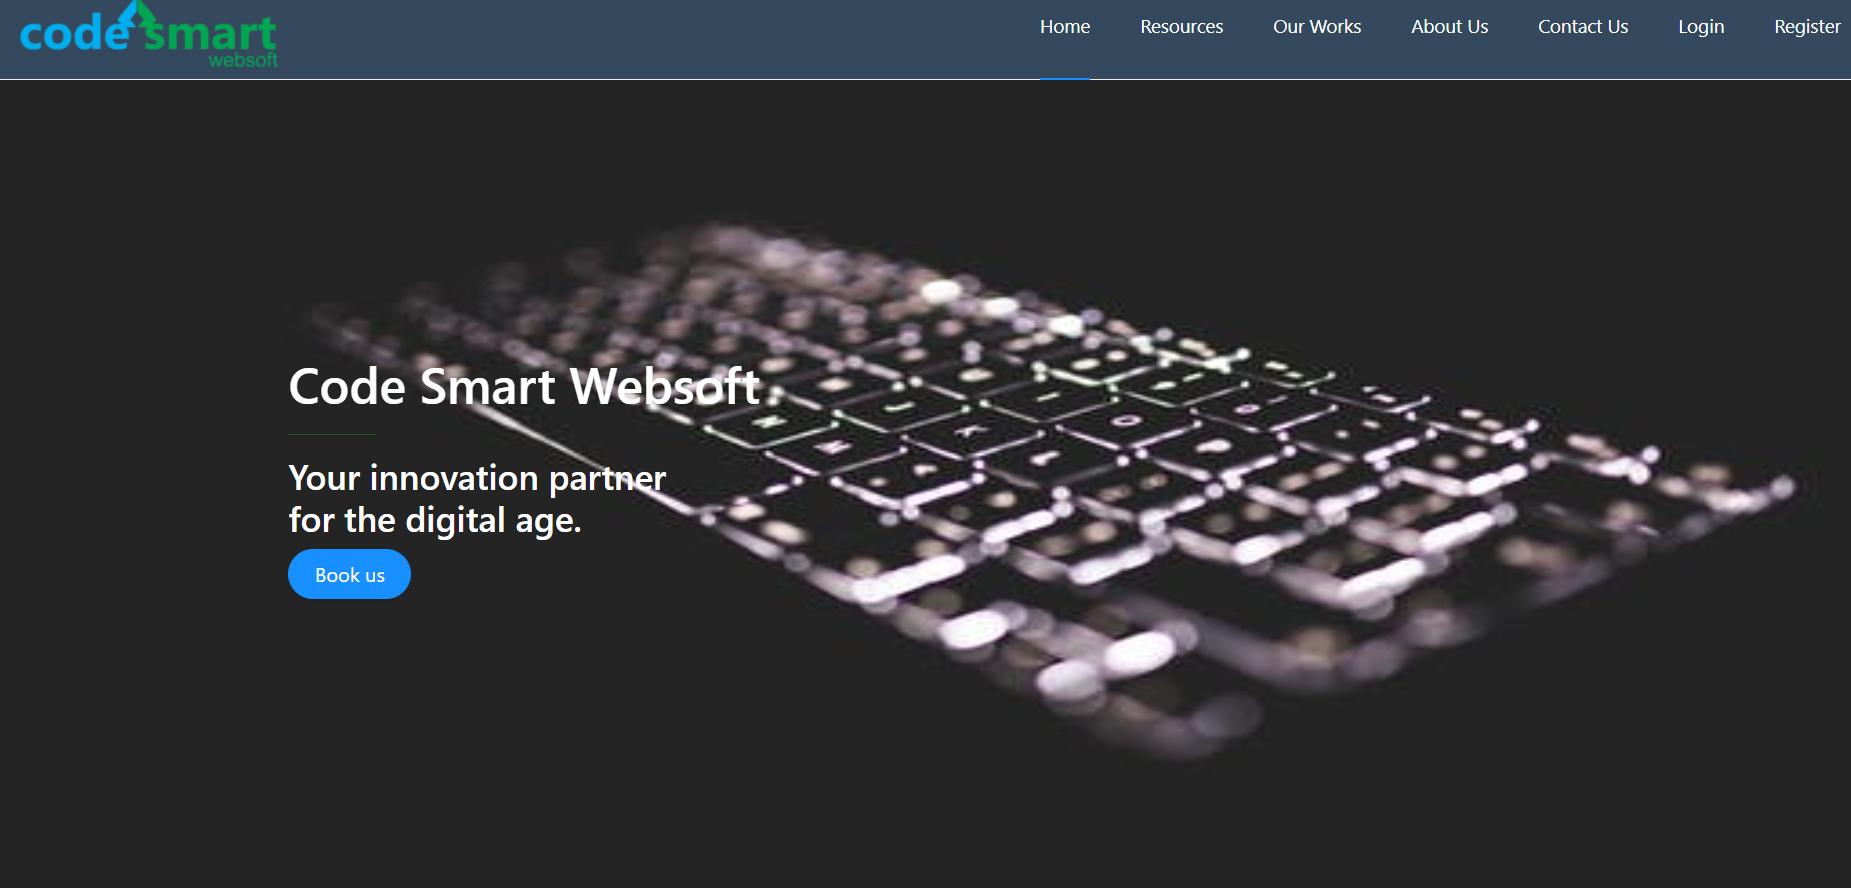 code smart
websoft
Home Resources Our Works About Us Contact Us Login Register
Code Smart Websoft
Your innovation partner
for the digital age.
Book us